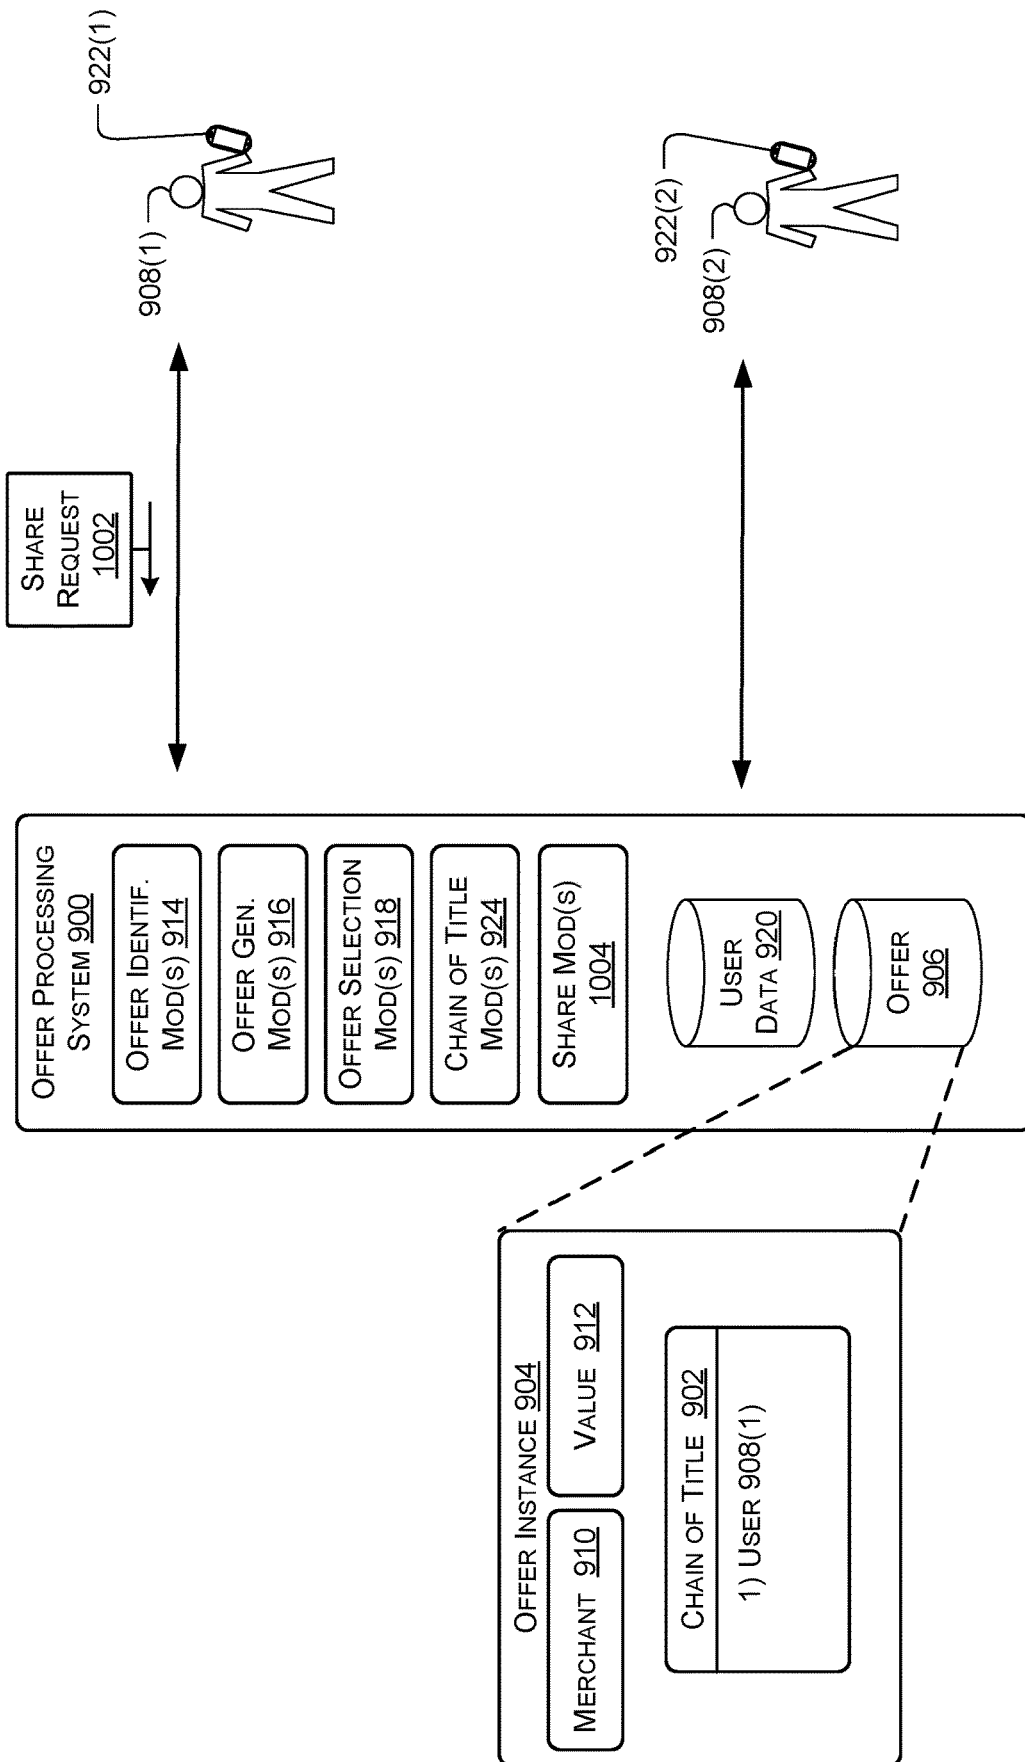 OFFER INSTANCE 904
MERCHANT 910
VALUE 912
CHAIN OF TITLE 902
1) USER 908(1)
OFFER PROCESSING
SYSTEM 900
OFFER IDENTIF.
MOD(S) 914
OFFER GEN.
MOD(S) 916
OFFER SELECTION
MOD(S) 918
CHAIN OF TITLE
MOD(S) 924
SHARE MOD(S)
1004
USER
DATA 920
OFFER
906
SHARE
REQUEST
1002
908(1)
922(1)
922(2)
908(2)